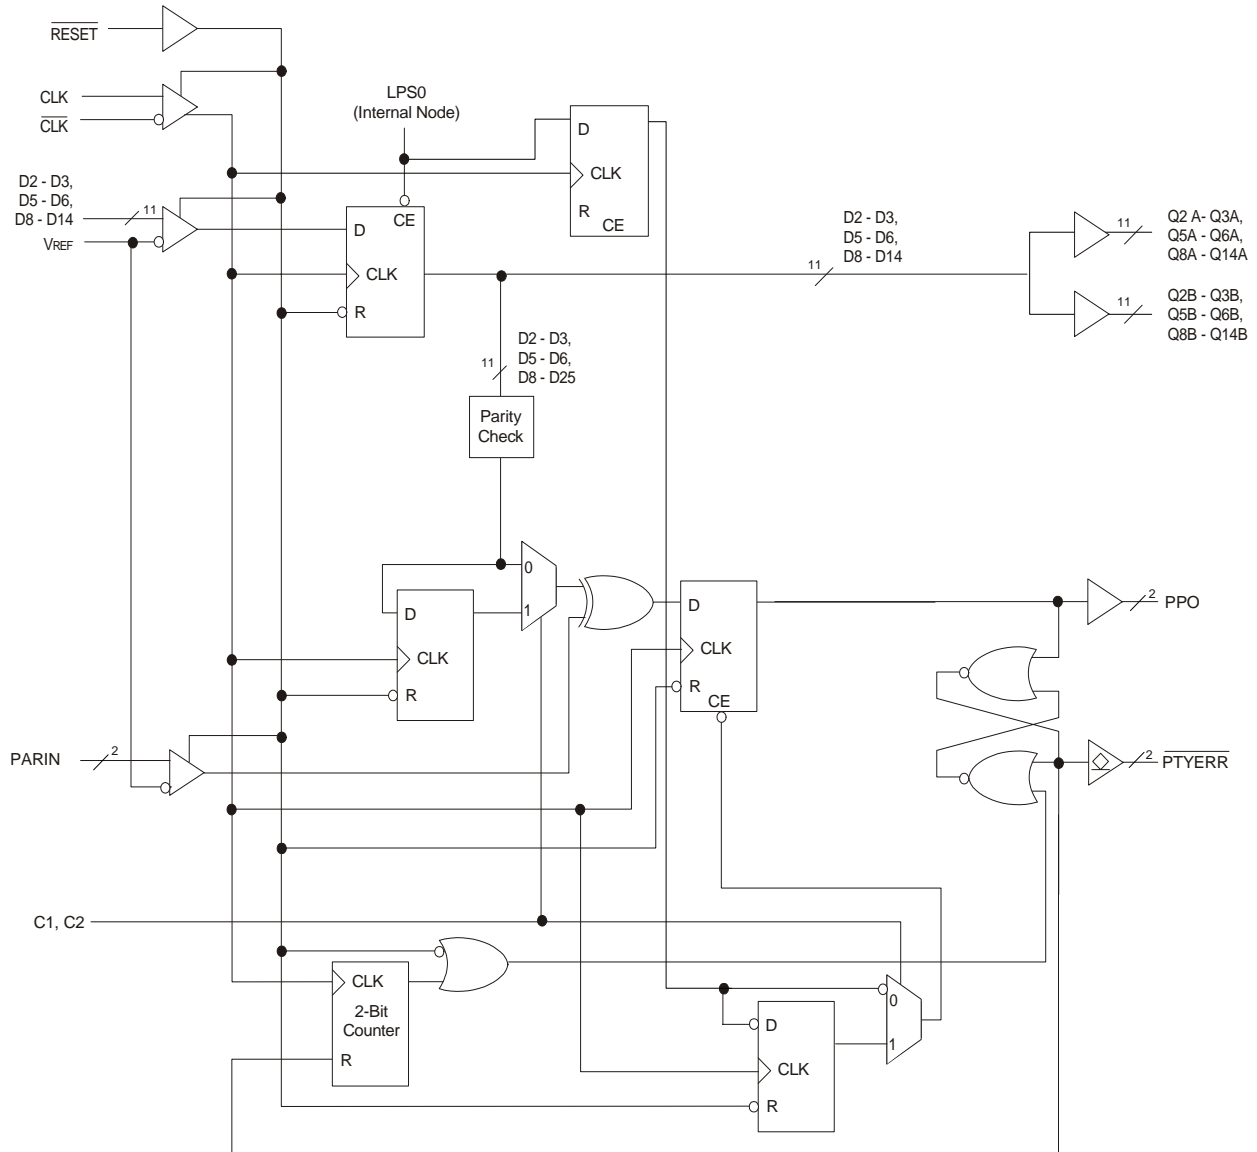 RESET
CLK
CLK
LPS0
(Internal Node)
D
CLK
R
CE
D2 - D3,
D5 - D6,
D8 - D14
11
VREF
CE
D
CLK
R
D2 - D3,
D5 - D6,
D8 - D14
11
11
Q2 A- Q3A,
Q5A - Q6A,
Q8A - Q14A
11
Q2B - Q3B,
Q5B - Q6B,
Q8B - Q14B
D2 - D3,
D5 - D6,
D8 - D25
11
Parity
Check
0
1
D
CLK
R
D
CLK
R
CE
2
PPO
PARIN
2
2
PTYERR
C1, C2
CLK
2-Bit
Counter
R
0
1
D
CLK
R